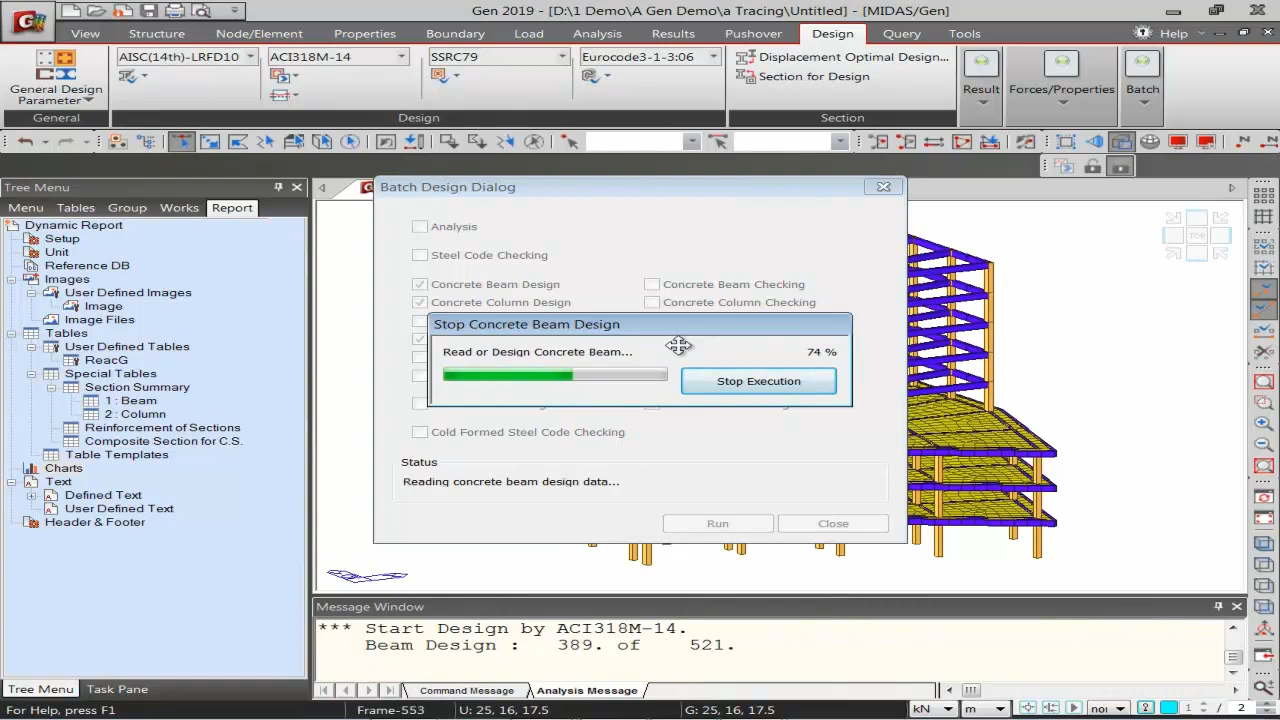 Gen 2019 - [D:\1 Demo\A Gen Demo\a Tracing\Untitled] - [MIDAS/Gen]
View Structure Node/Element Properties Boundary Load Analysis Results Pushover Design Query Tools Help
General Design Parameter
AISC(14th)-LRFD10 ACI318M-14 SSRC79 Eurocode3-1-3:06
Displacement Optimal Design...
Section for Design
Result Forces/Properties Batch
General Design Section
Tree Menu
Menu Tables Group Works Report
Dynamic Report
Setup
Unit
Reference DB
Images
User Defined Images
Image
Image Files
Tables
User Defined Tables
ReacG
Special Tables
Section Summary
1 : Beam
2 : Column
Reinforcement of Sections
Composite Section for C.S.
Table Templates
Charts
Text
Defined Text
User Defined Text
Header & Footer
Tree Menu Task Pane
Batch Design Dialog
Analysis
Steel Code Checking
Concrete Beam Design Concrete Beam Checking
Concrete Column Design Concrete Column Checking
Stop Concrete Beam Design
Read or Design Concrete Beam... 74 %
Stop Execution
Cold Formed Steel Code Checking
Status
Reading concrete beam design data...
Run Close
TOP
Message Window
*** Start Design by ACI318M-14.
Beam Design : 389. of 521.
Command Message Analysis Message
For Help, press F1 Frame-553 U: 25, 16, 17.5 G: 25, 16, 17.5 kN m 1 / 2